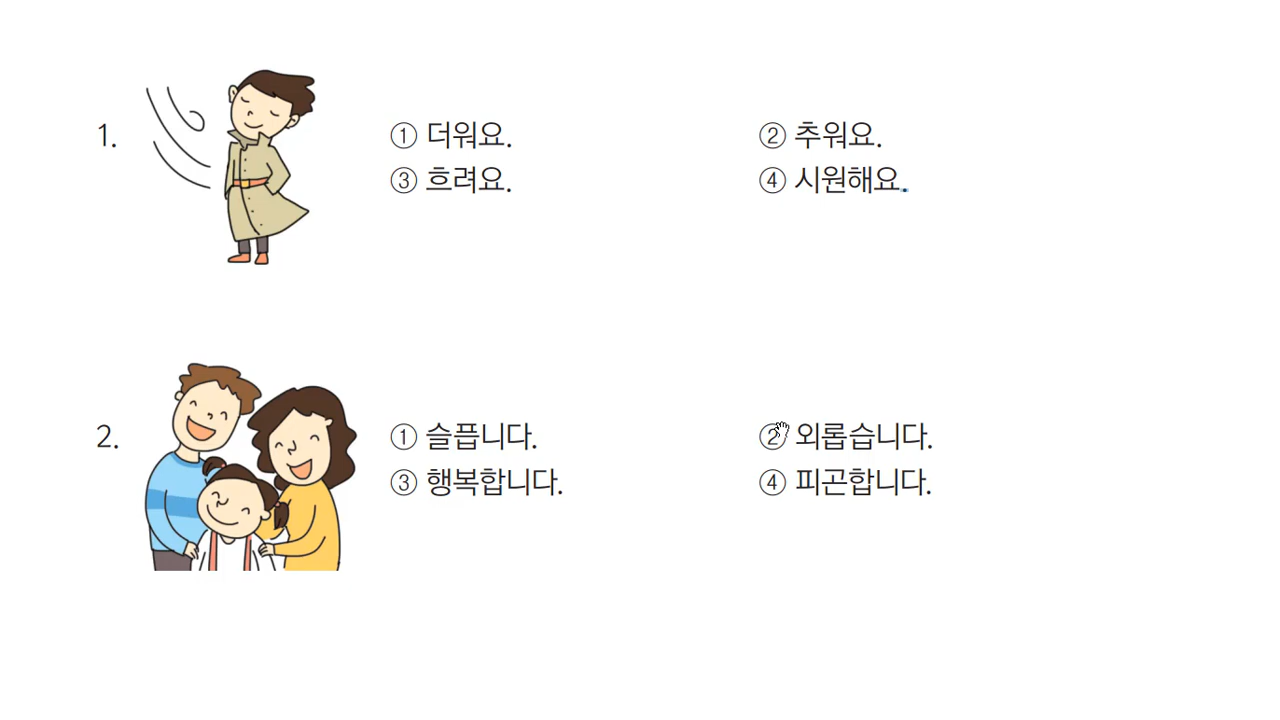 1. ① 더워요. ② 추워요.
③ 흐려요. ④ 시원해요.
2. ① 슬픕니다. ② 외롭습니다.
③ 행복합니다. ④ 피곤합니다.